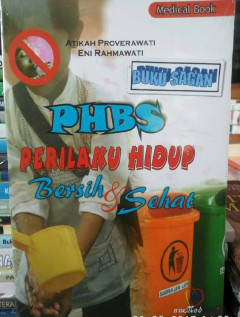 Medical Book
ATIKAH PROVERAWATI
ENI RAHMAWATI
BUKU SAGAN
PHBS
PERILAKU HIDUP
Bersih & Sehat